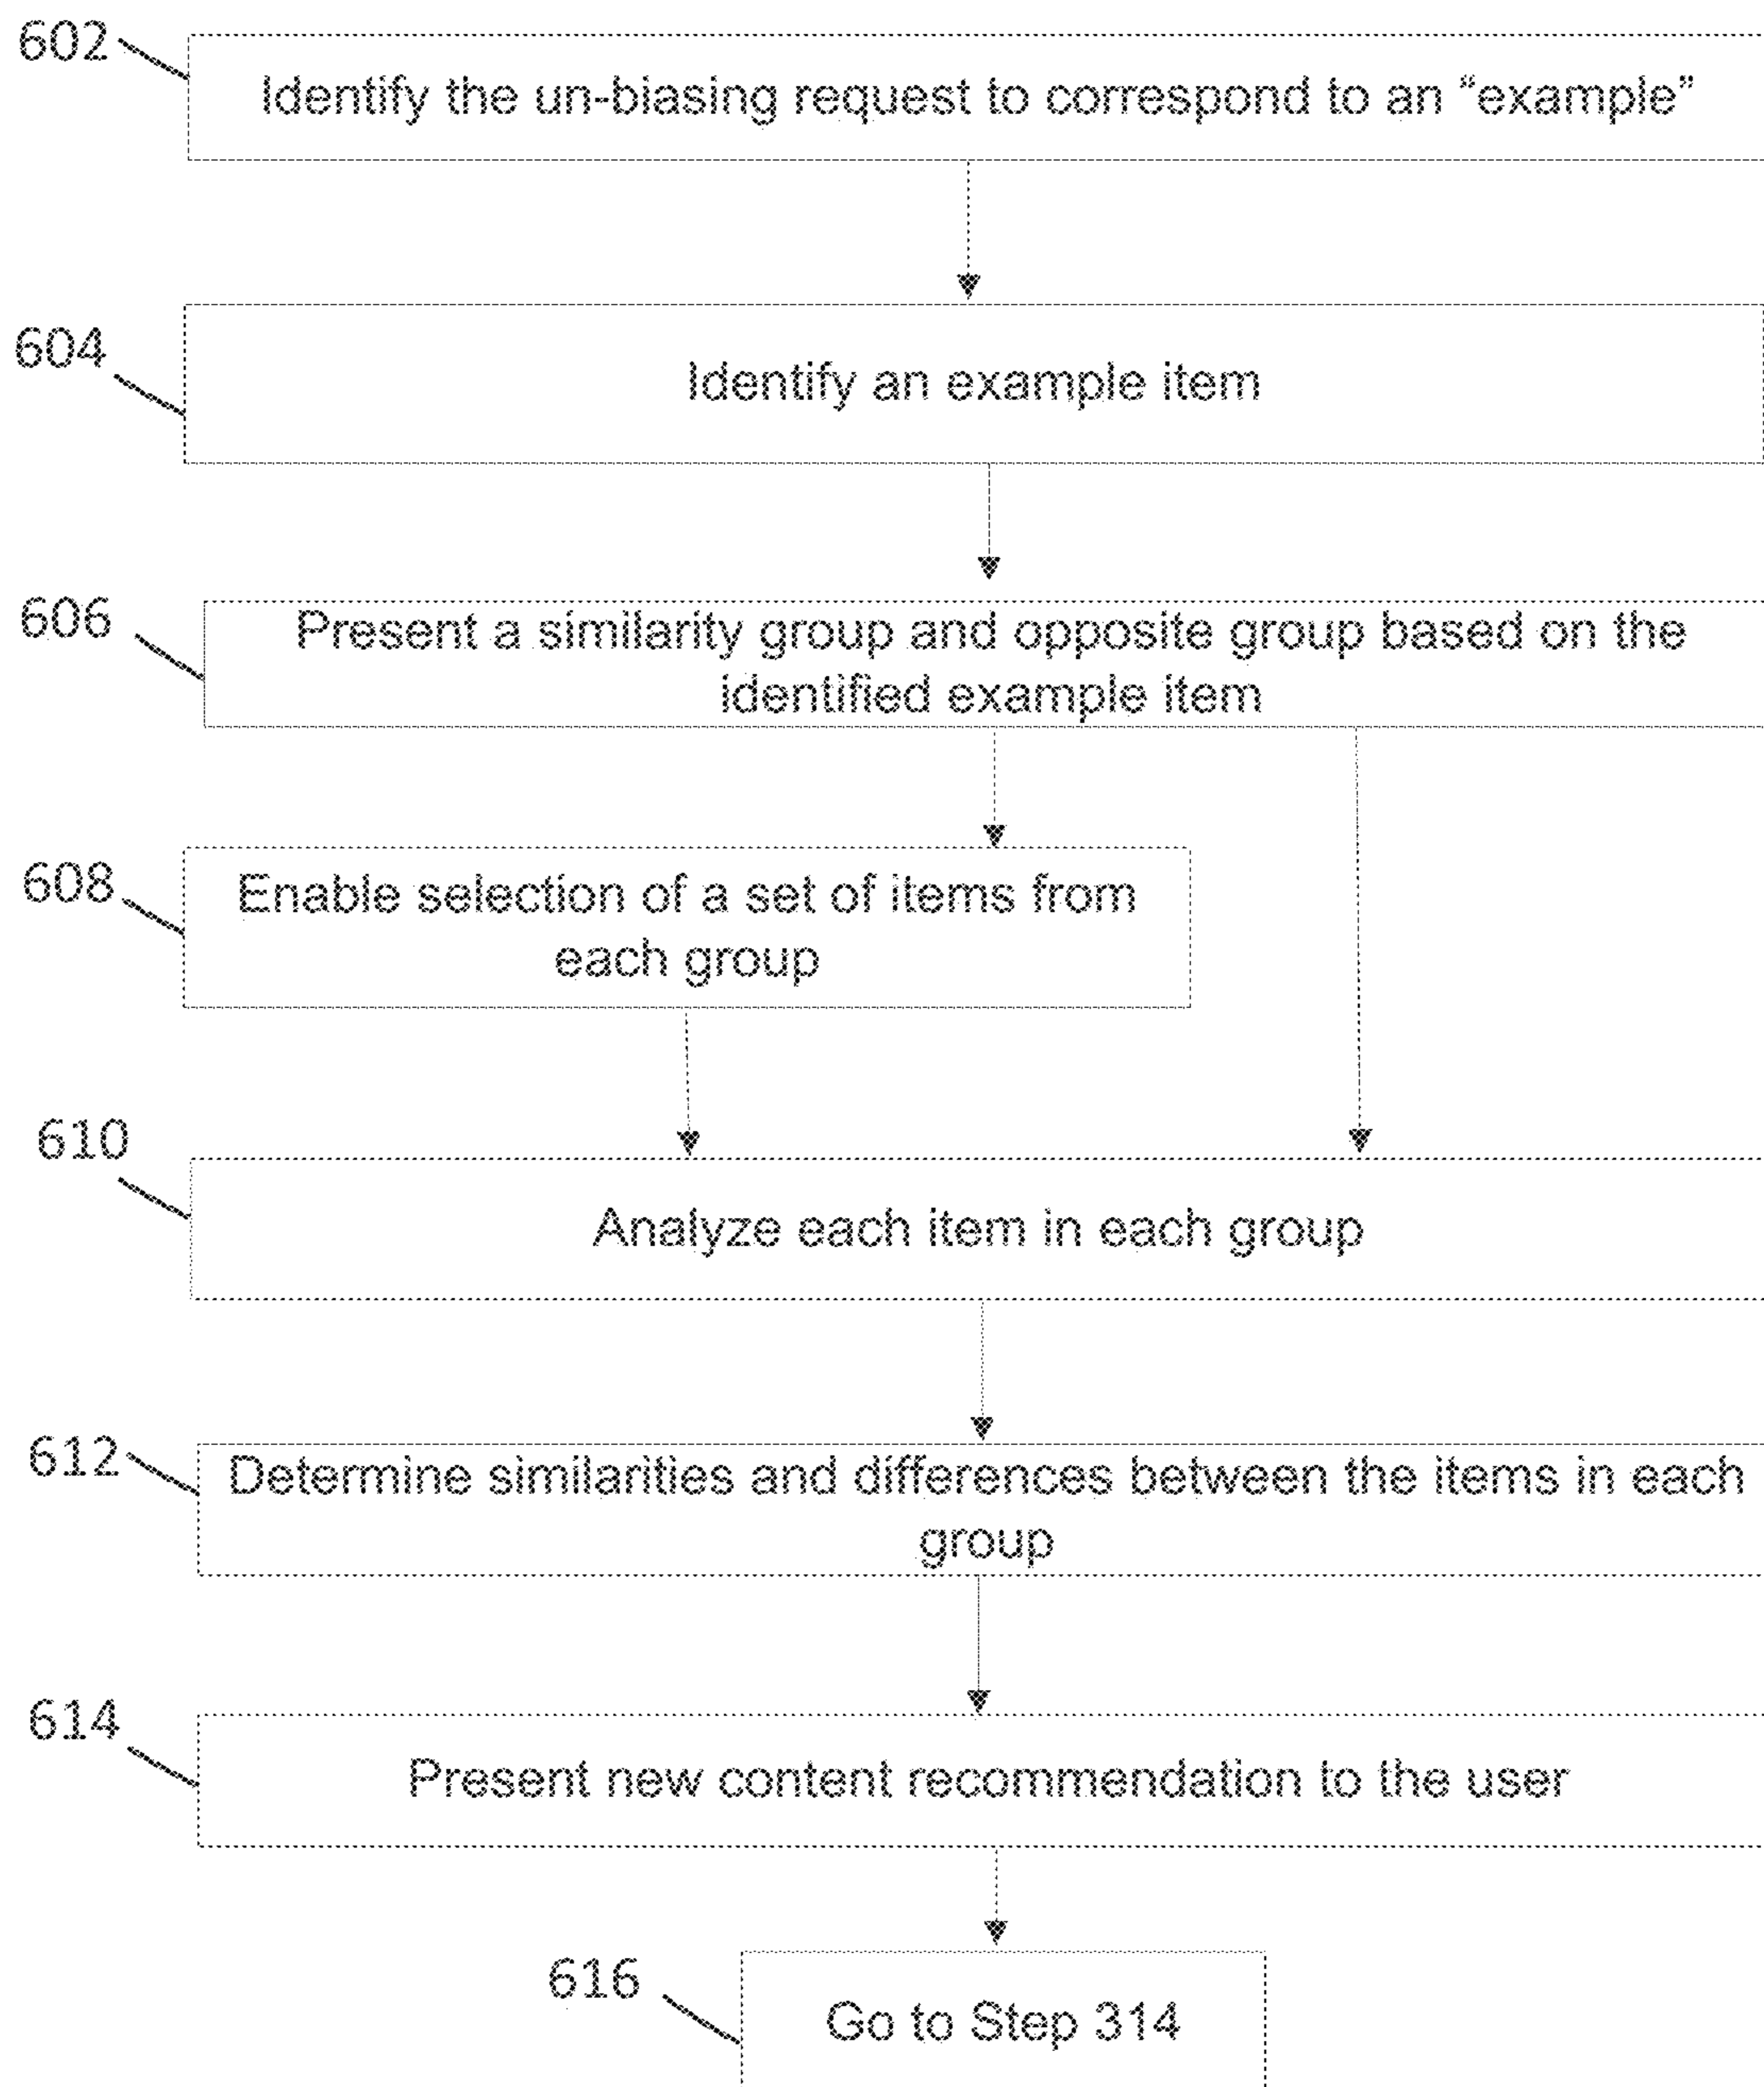 602
Identify the un-biasing request to correspond to an “example”
604
Identify an example item
606
Present a similarity group and opposite group based on the
identified example item
608
Enable selection of a set of items from
each group
610
Analyze each item in each group
612
Determine similarities and differences between the items in each
group
614
Present new content recommendation to the user
616
Go to Step 314